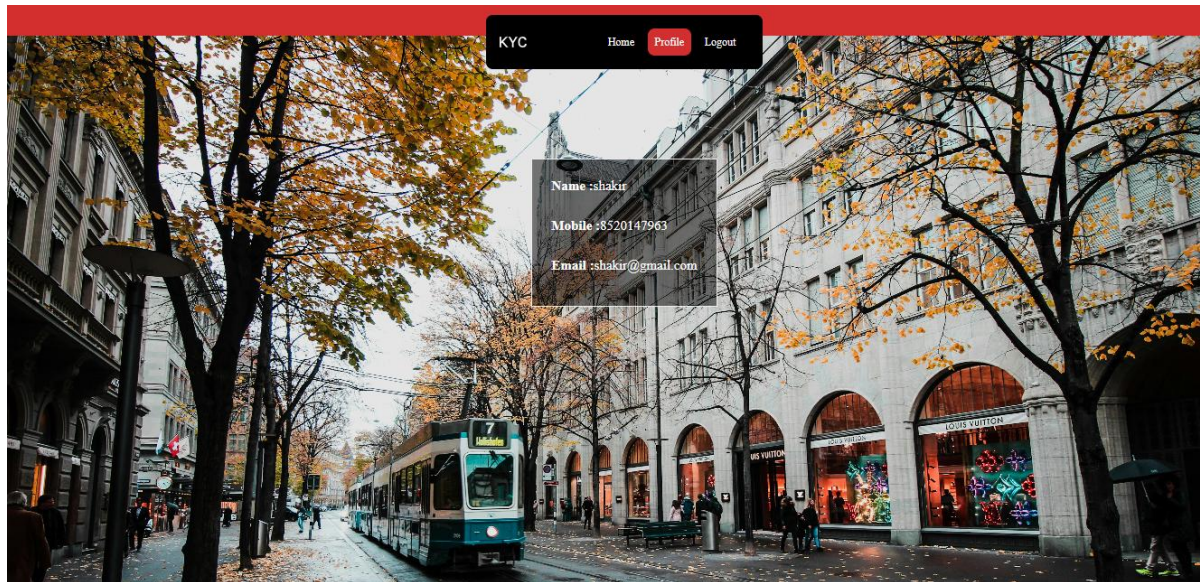 KYC Home Profile Logout
Name :shakir
Mobile :8520147963
Email :shakir@gmail.com
7
LOUIS VUITTON
LOUIS VUITTON